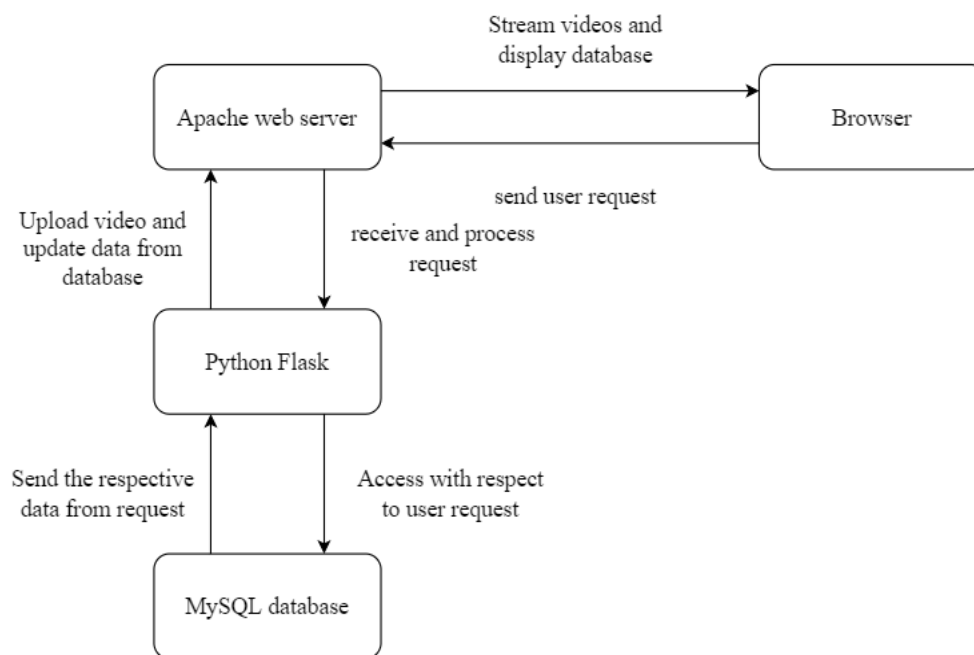 Stream videos and
display database
Apache web server
Browser
send user request
Upload video and
update data from
database
receive and process
request
Python Flask
Send the respective
data from request
Access with respect
to user request
MySQL database